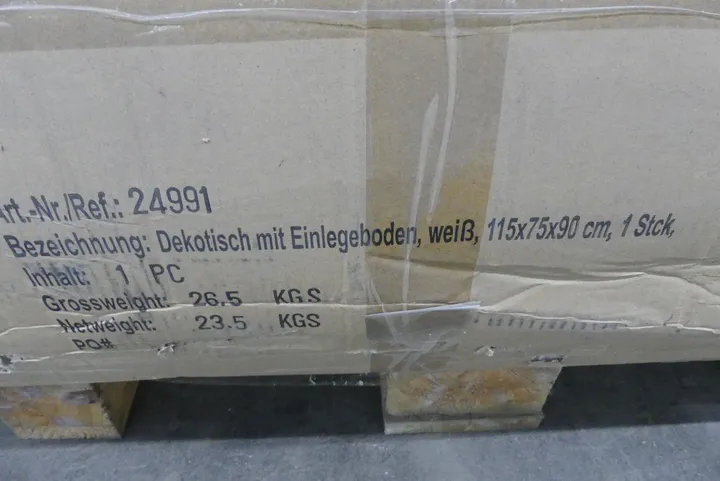 Art.-Nr./Ref.: 24991
Bezeichnung: Dekotisch mit Einlegeboden, weiß, 115x75x90 cm, 1 Stck,
Inhalt: 1 PC
Grossweight: 26.5 KGS
Netweight: 23.5 KGS
PO#